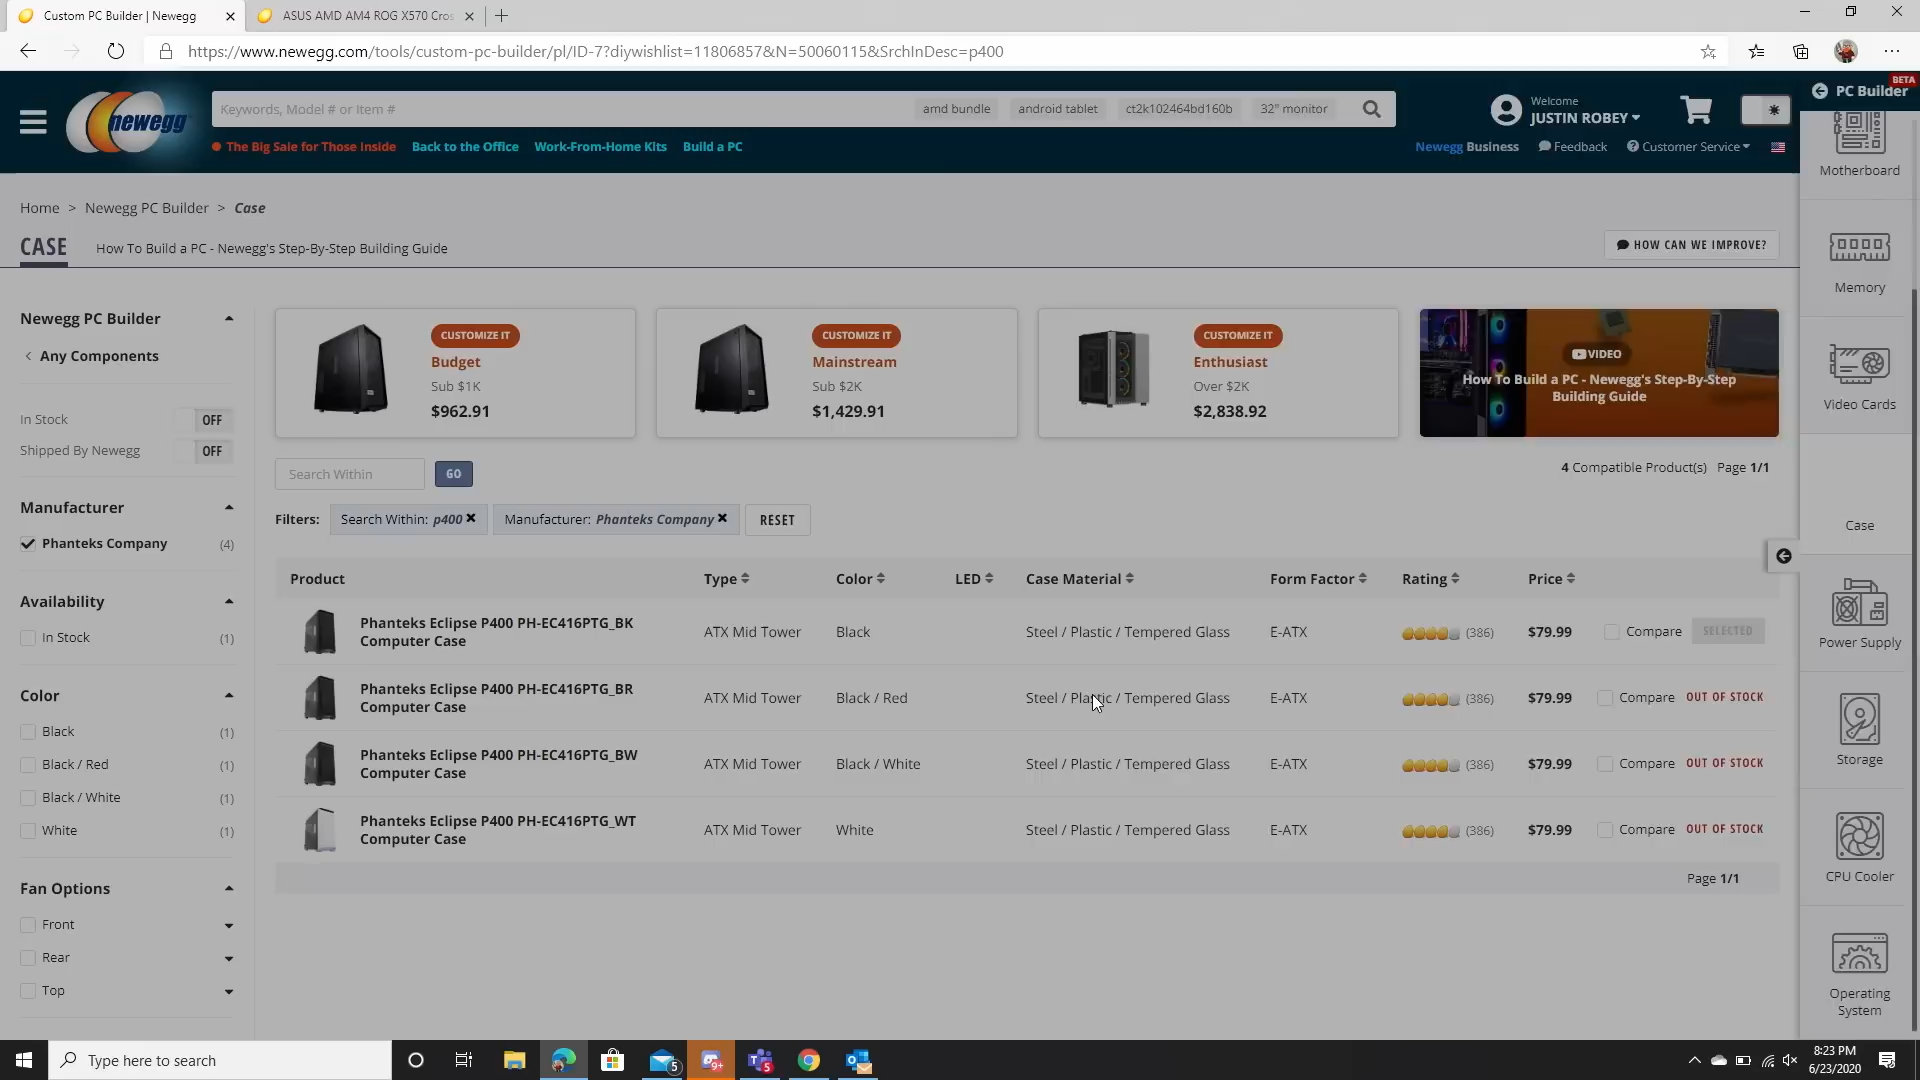 Custom PC Builder | Newegg
ASUS AMD AM4 ROG X570 Cros
https://www.newegg.com/tools/custom-pc-builder/pl/ID-7?diywishlist=11806857&N=50060115&SrchInDesc=p400
newegg
Keywords, Model # or Item #
amd bundle
android tablet
ct2k102464bd160b
32" monitor
Welcome
JUSTIN ROBEY
BETA
PC Builder
The Big Sale for Those Inside
Back to the Office
Work-From-Home Kits
Build a PC
Newegg Business
Feedback
Customer Service
Home > Newegg PC Builder > Case
CASE
How To Build a PC - Newegg's Step-By-Step Building Guide
HOW CAN WE IMPROVE?
Newegg PC Builder
< Any Components
In Stock OFF
Shipped By Newegg OFF
Manufacturer
Phanteks Company (4)
Availability
In Stock (1)
Color
Black (1)
Black / Red (1)
Black / White (1)
White (1)
Fan Options
Front
Rear
Top
CUSTOMIZE IT
Budget
Sub $1K
$962.91
CUSTOMIZE IT
Mainstream
Sub $2K
$1,429.91
CUSTOMIZE IT
Enthusiast
Over $2K
$2,838.92
VIDEO
How To Build a PC - Newegg's Step-By-Step
Building Guide
Search Within
GO
4 Compatible Product(s) Page 1/1
Filters:
Search Within: p400
Manufacturer: Phanteks Company
RESET
Product Type Color LED Case Material Form Factor Rating Price
Phanteks Eclipse P400 PH-EC416PTG_BK
Computer Case
ATX Mid Tower Black Steel / Plastic / Tempered Glass E-ATX (386) $79.99 Compare SELECTED
Phanteks Eclipse P400 PH-EC416PTG_BR
Computer Case
ATX Mid Tower Black / Red Steel / Plastic / Tempered Glass E-ATX (386) $79.99 Compare OUT OF STOCK
Phanteks Eclipse P400 PH-EC416PTG_BW
Computer Case
ATX Mid Tower Black / White Steel / Plastic / Tempered Glass E-ATX (386) $79.99 Compare OUT OF STOCK
Phanteks Eclipse P400 PH-EC416PTG_WT
Computer Case
ATX Mid Tower White Steel / Plastic / Tempered Glass E-ATX (386) $79.99 Compare OUT OF STOCK
Page 1/1
Motherboard
Memory
Video Cards
Case
Power Supply
Storage
CPU Cooler
Operating
System
Type here to search
5
9+
5
8:23 PM
6/23/2020